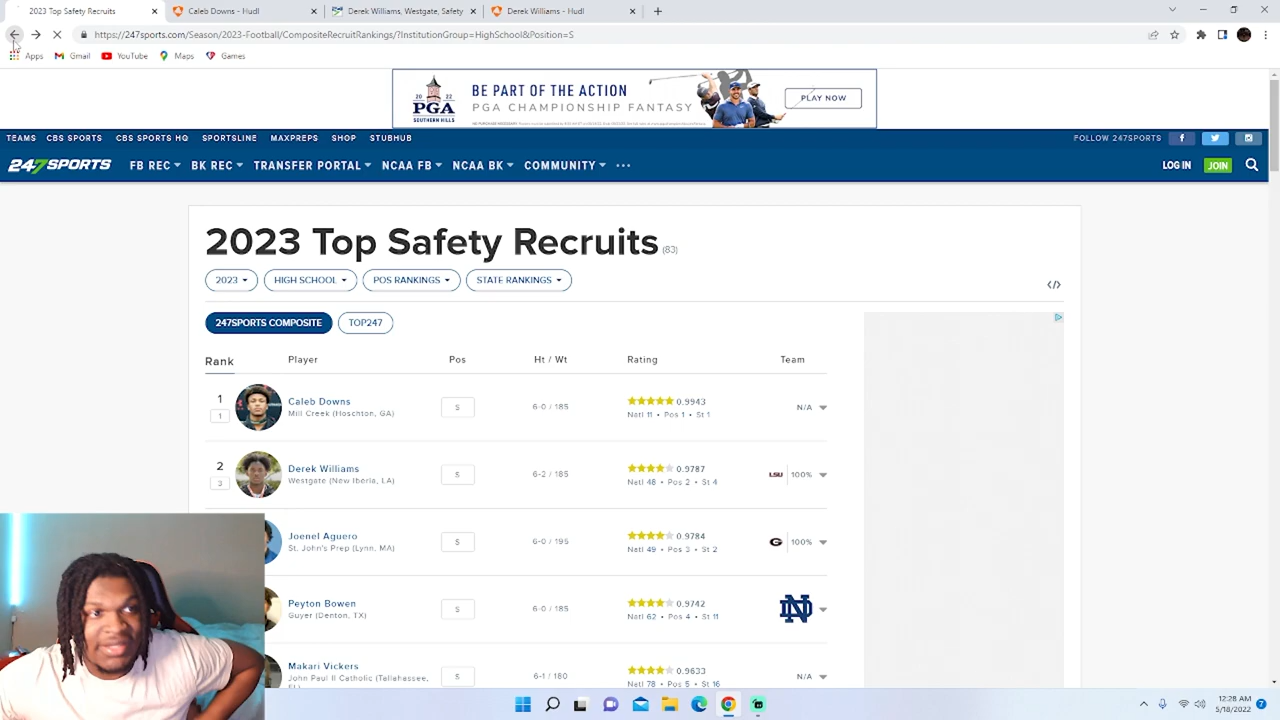 2023 Top Safety Recruits
Caleb Downs - Hudl
Derek Williams, Westgate, Safety
Derek Williams - Hudl
https://247sports.com/Season/2023-Football/CompositeRecruitRankings/?InstitutionGroup=HighSchool&Position=S
Apps Gmail YouTube Maps Games
2022 PGA SOUTHERN HILLS
BE PART OF THE ACTION
PGA CHAMPIONSHIP FANTASY
PLAY NOW
TEAMS CBS SPORTS CBS SPORTS HQ SPORTSLINE MAXPREPS SHOP STUBHUB FOLLOW 247SPORTS
247SPORTS FB REC BK REC TRANSFER PORTAL NCAA FB NCAA BK COMMUNITY LOG IN JOIN
2023 Top Safety Recruits (83)
2023 HIGH SCHOOL POS RANKINGS STATE RANKINGS </>
247SPORTS COMPOSITE TOP247
Rank Player Pos Ht / Wt Rating Team
1 Caleb Downs S 6-0 / 185 0.9943 N/A
1 Mill Creek (Hoschton, GA) Natl 11 • Pos 1 • St 1
2 Derek Williams S 6-2 / 185 0.9787 LSU 100%
3 Westgate (New Iberia, LA) Natl 48 • Pos 2 • St 4
Joenel Aguero S 6-0 / 195 0.9784 G 100%
St. John's Prep (Lynn, MA) Natl 49 • Pos 3 • St 2
Peyton Bowen S 6-0 / 185 0.9742 ND
Guyer (Denton, TX) Natl 62 • Pos 4 • St 11
Makari Vickers S 6-1 / 180 0.9633 N/A
John Paul II Catholic (Tallahassee, FL) Natl 78 • Pos 5 • St 16
12:28 AM
5/18/2022
7